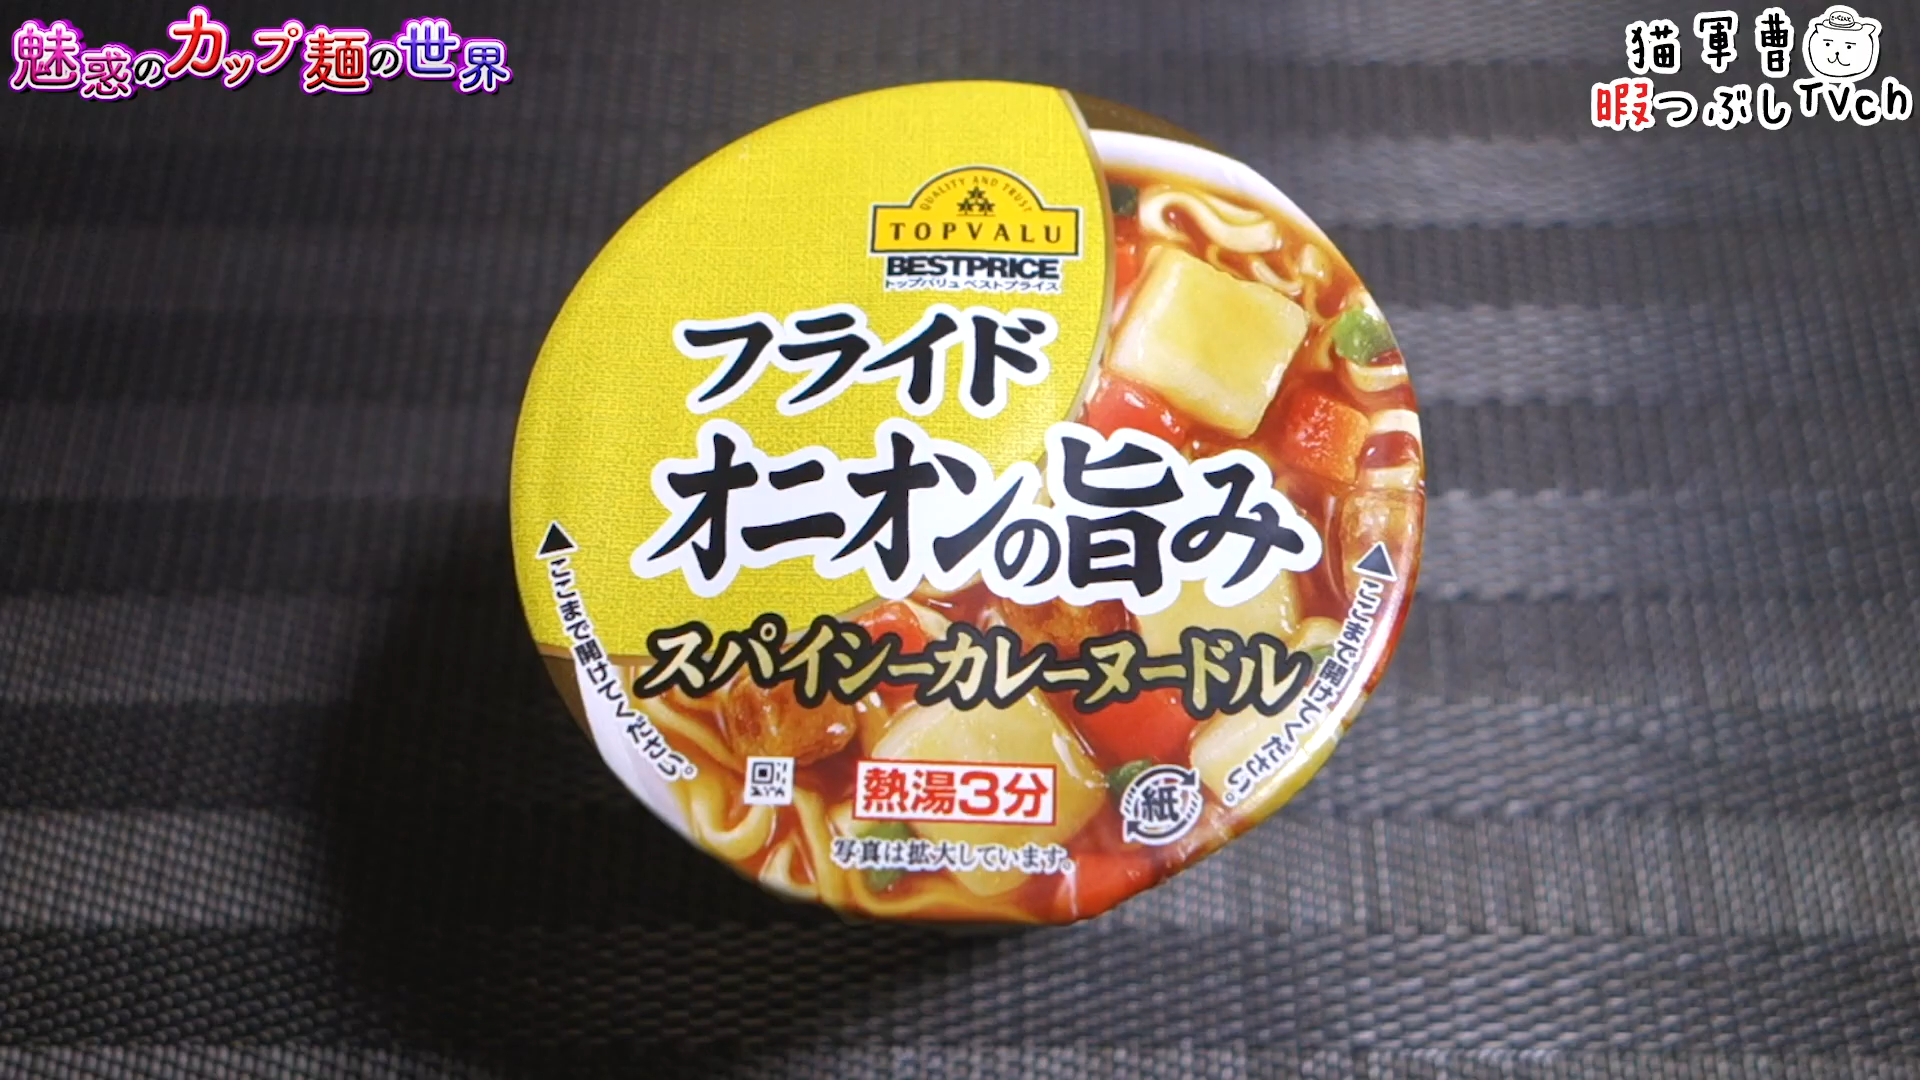 魅惑のカップ麺の世界
猫軍曹
暇つぶしTVch
QUALITY AND TRUST
TOPVALU
BESTPRICE
トップバリュ ベストプライス
フライド
オニオンの旨み
スパイシーカレーヌードル
ここまで開けてください。
ここまで開けてください。
熱湯3分
紙
写真は拡大しています。